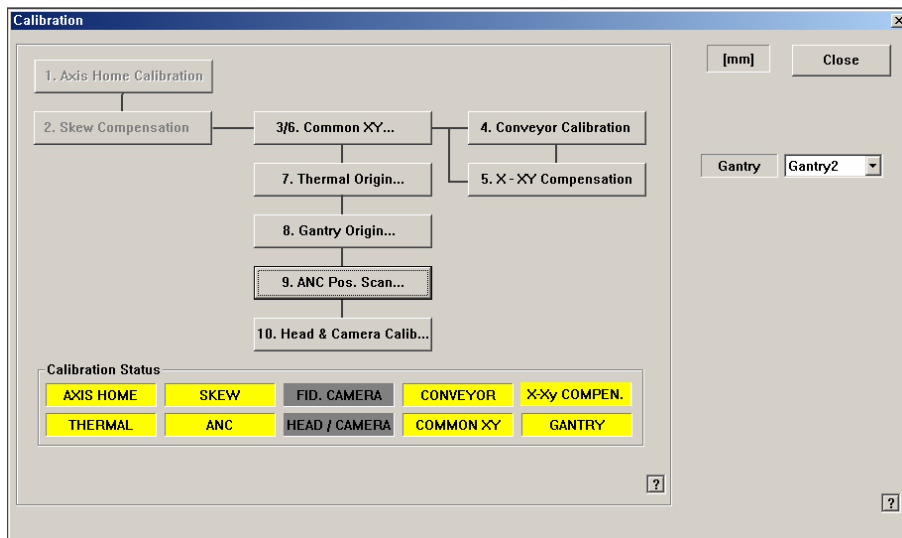 Calibration
[mm]
Close
1. Axis Home Calibration
2. Skew Compensation
3/6. Common XY...
4. Conveyor Calibration
7. Thermal Origin...
5. X - XY Compensation
Gantry
Gantry2
8. Gantry Origin...
9. ANC Pos. Scan...
10. Head & Camera Calib...
Calibration Status
AXIS HOME SKEW FID. CAMERA CONVEYOR X-Xy COMPEN.
THERMAL ANC HEAD / CAMERA COMMON XY GANTRY
?
?